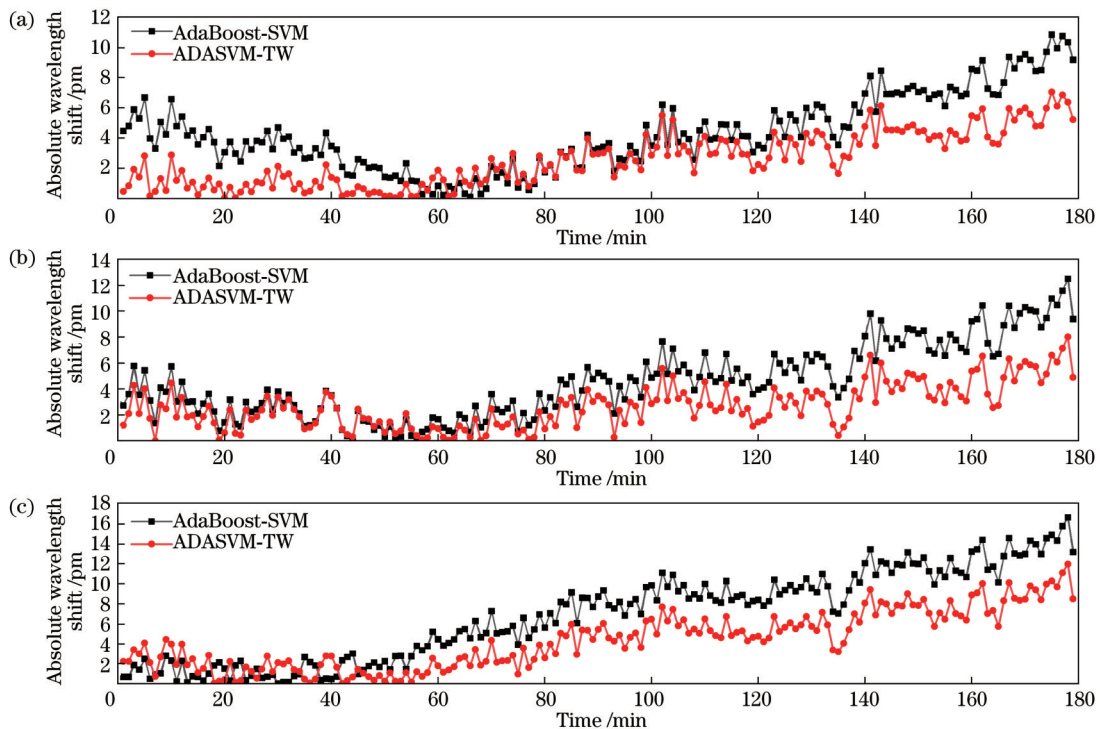 (a)
12
10
8
6
4
2
Absolute wavelength
shift /pm
AdaBoost-SVM
ADASVM-TW
0 20 40 60 80 100 120 140 160 180
Time /min
(b)
14
12
10
8
6
4
2
Absolute wavelength
shift /pm
AdaBoost-SVM
ADASVM-TW
0 20 40 60 80 100 120 140 160 180
Time /min
(c)
18
16
14
12
10
8
6
4
2
Absolute wavelength
shift /pm
AdaBoost-SVM
ADASVM-TW
0 20 40 60 80 100 120 140 160 180
Time /min